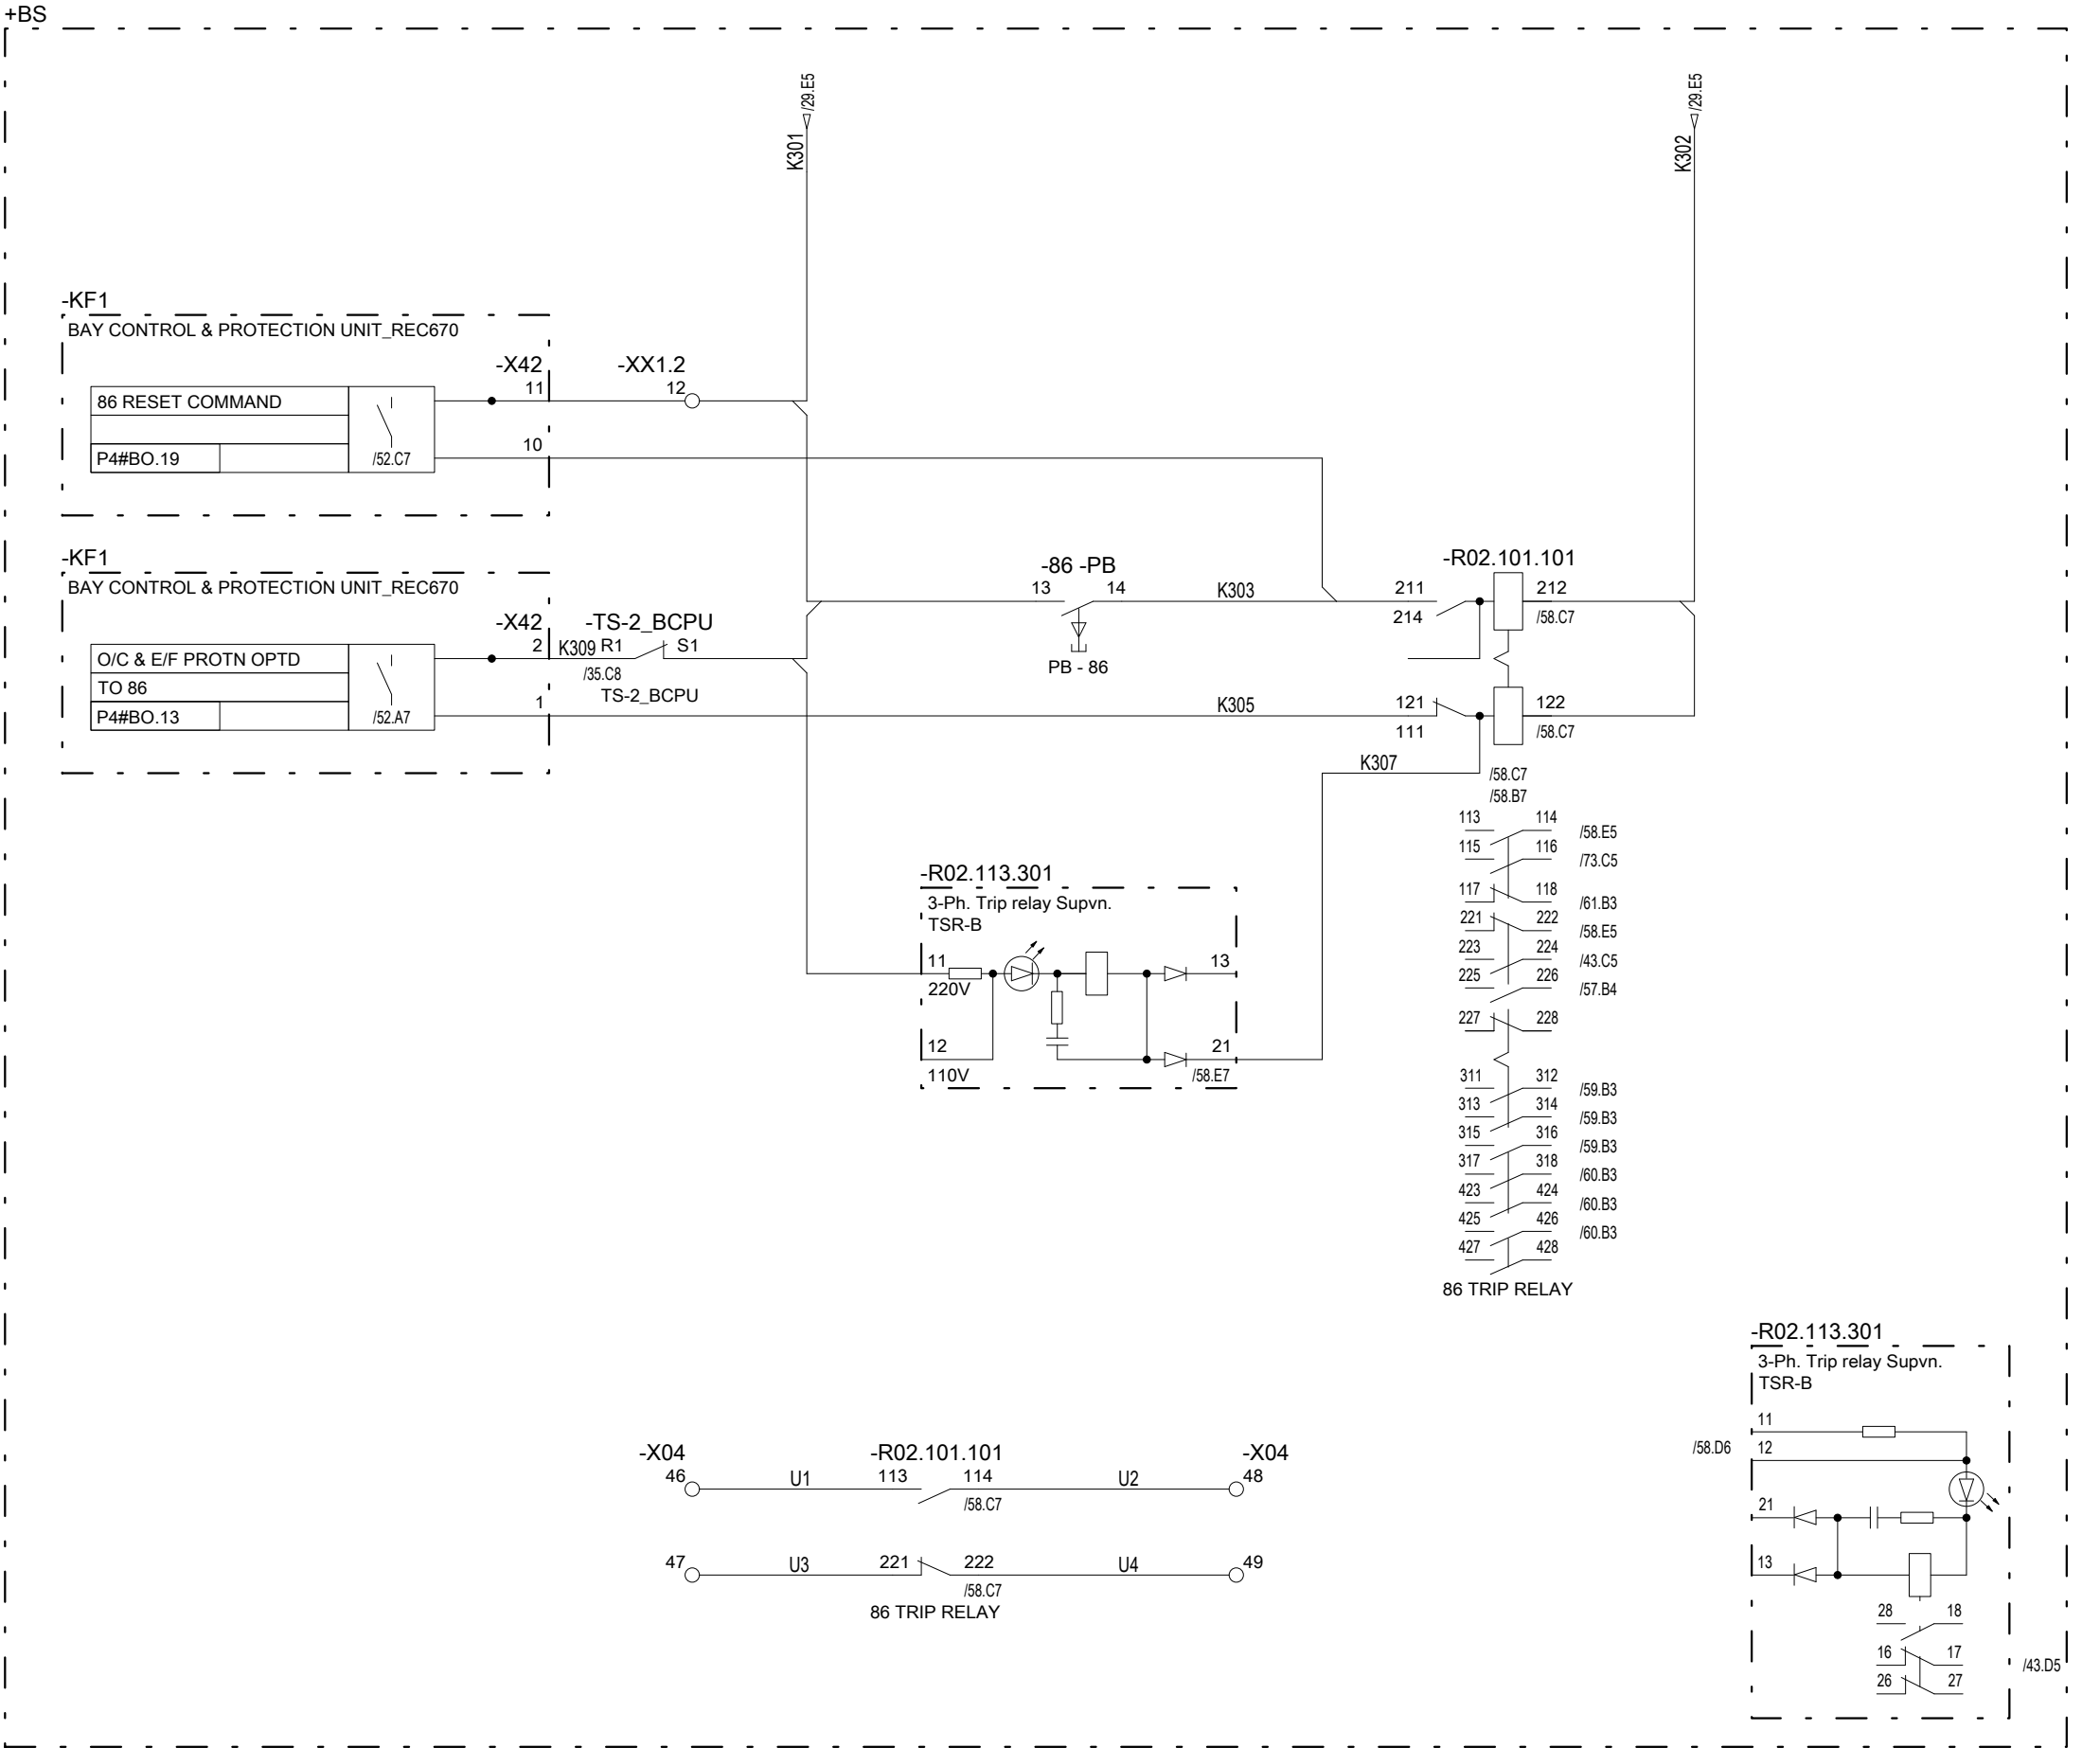 +BS
/29.E5
K301
/29.E5
K302
-KF1
BAY CONTROL & PROTECTION UNIT_REC670
-X42
-XX1.2
11
12
86 RESET COMMAND
10
P4#BO.19
/52.C7
-KF1
BAY CONTROL & PROTECTION UNIT_REC670
-86 -PB
-R02.101.101
13
14
K303
211
212
214
/58.C7
-X42
-TS-2_BCPU
2
K309
R1
S1
O/C & E/F PROTN OPTD
/35.C8
PB - 86
TO 86
TS-2_BCPU
1
K305
121
122
P4#BO.13
/52.A7
111
/58.C7
K307
/58.C7
/58.B7
113
114
/58.E5
115
116
/73.C5
117
118
/61.B3
221
222
/58.E5
223
224
/43.C5
225
226
/57.B4
227
228
311
312
/59.B3
313
314
/59.B3
315
316
/59.B3
317
318
/60.B3
423
424
/60.B3
425
426
/60.B3
427
428
86 TRIP RELAY
-R02.113.301
3-Ph. Trip relay Supvn.
TSR-B
11
13
220V
12
21
110V
/58.E7
-R02.113.301
3-Ph. Trip relay Supvn.
TSR-B
11
/58.D6
12
21
13
28
18
16
17
/43.D5
26
27
-X04
-R02.101.101
-X04
46
U1
113
114
U2
48
/58.C7
47
U3
221
222
U4
49
/58.C7
86 TRIP RELAY